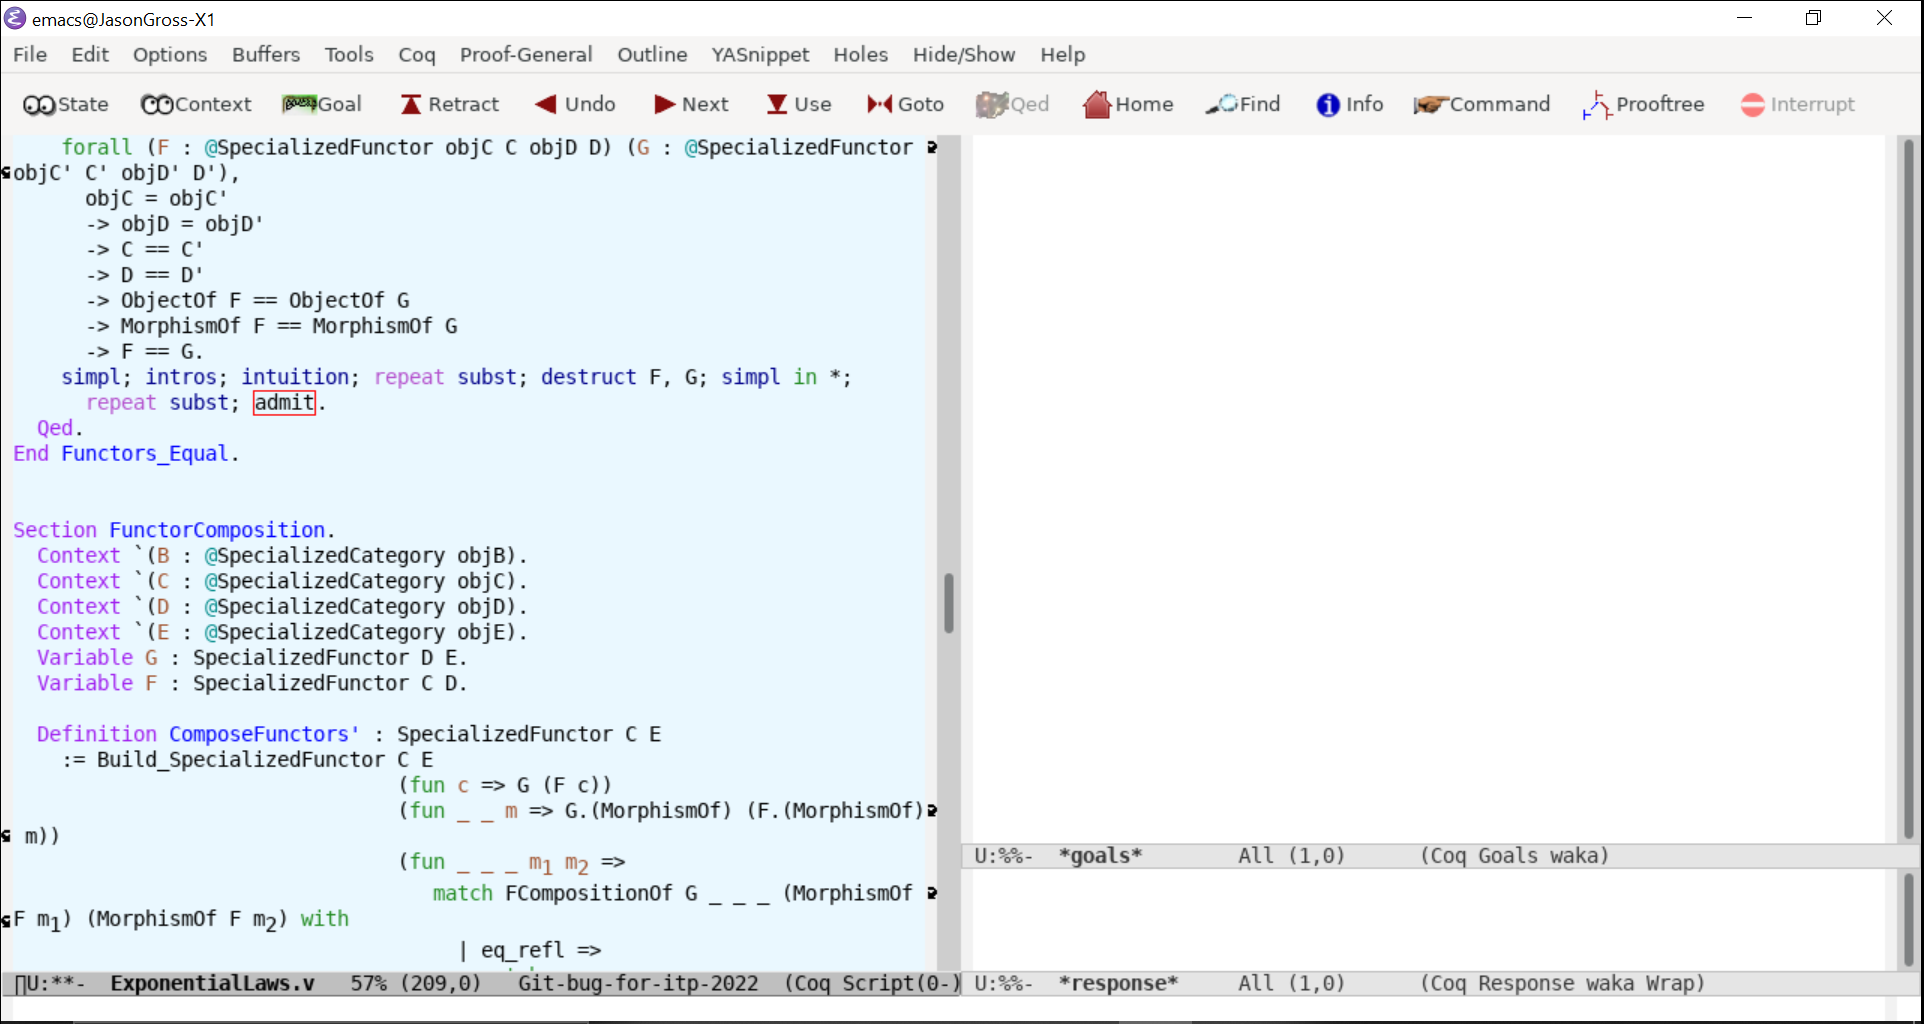 emacs@JasonGross-X1
File Edit Options Buffers Tools Coq Proof-General Outline YASnippet Holes Hide/Show Help
State Context Goal Retract Undo Next Use Goto Qed Home Find Info Command Prooftree Interrupt
forall (F : @SpecializedFunctor objC C objD D) (G : @SpecializedFunctor
objC' C' objD' D'),
objC = objC'
-> objD = objD'
-> C == C'
-> D == D'
-> ObjectOf F == ObjectOf G
-> MorphismOf F == MorphismOf G
-> F == G.
simpl; intros; intuition; repeat subst; destruct F, G; simpl in *;
repeat subst; admit.
Qed.
End Functors_Equal.
Section FunctorComposition.
Context `(B : @SpecializedCategory objB).
Context `(C : @SpecializedCategory objC).
Context `(D : @SpecializedCategory objD).
Context `(E : @SpecializedCategory objE).
Variable G : SpecializedFunctor D E.
Variable F : SpecializedFunctor C D.
Definition ComposeFunctors' : SpecializedFunctor C E
:= Build_SpecializedFunctor C E
(fun c => G (F c))
(fun _ _ m => G.(MorphismOf) (F.(MorphismOf)
m))
(fun _ _ _ m₁ m₂ =>
match FCompositionOf G _ _ _ (MorphismOf
F m₁) (MorphismOf F m₂) with
| eq_refl =>
U:**- ExponentialLaws.v 57% (209,0) Git-bug-for-itp-2022 (Coq Script(0-)
U:%%- *goals* All (1,0) (Coq Goals waka)
U:%%- *response* All (1,0) (Coq Response waka Wrap)